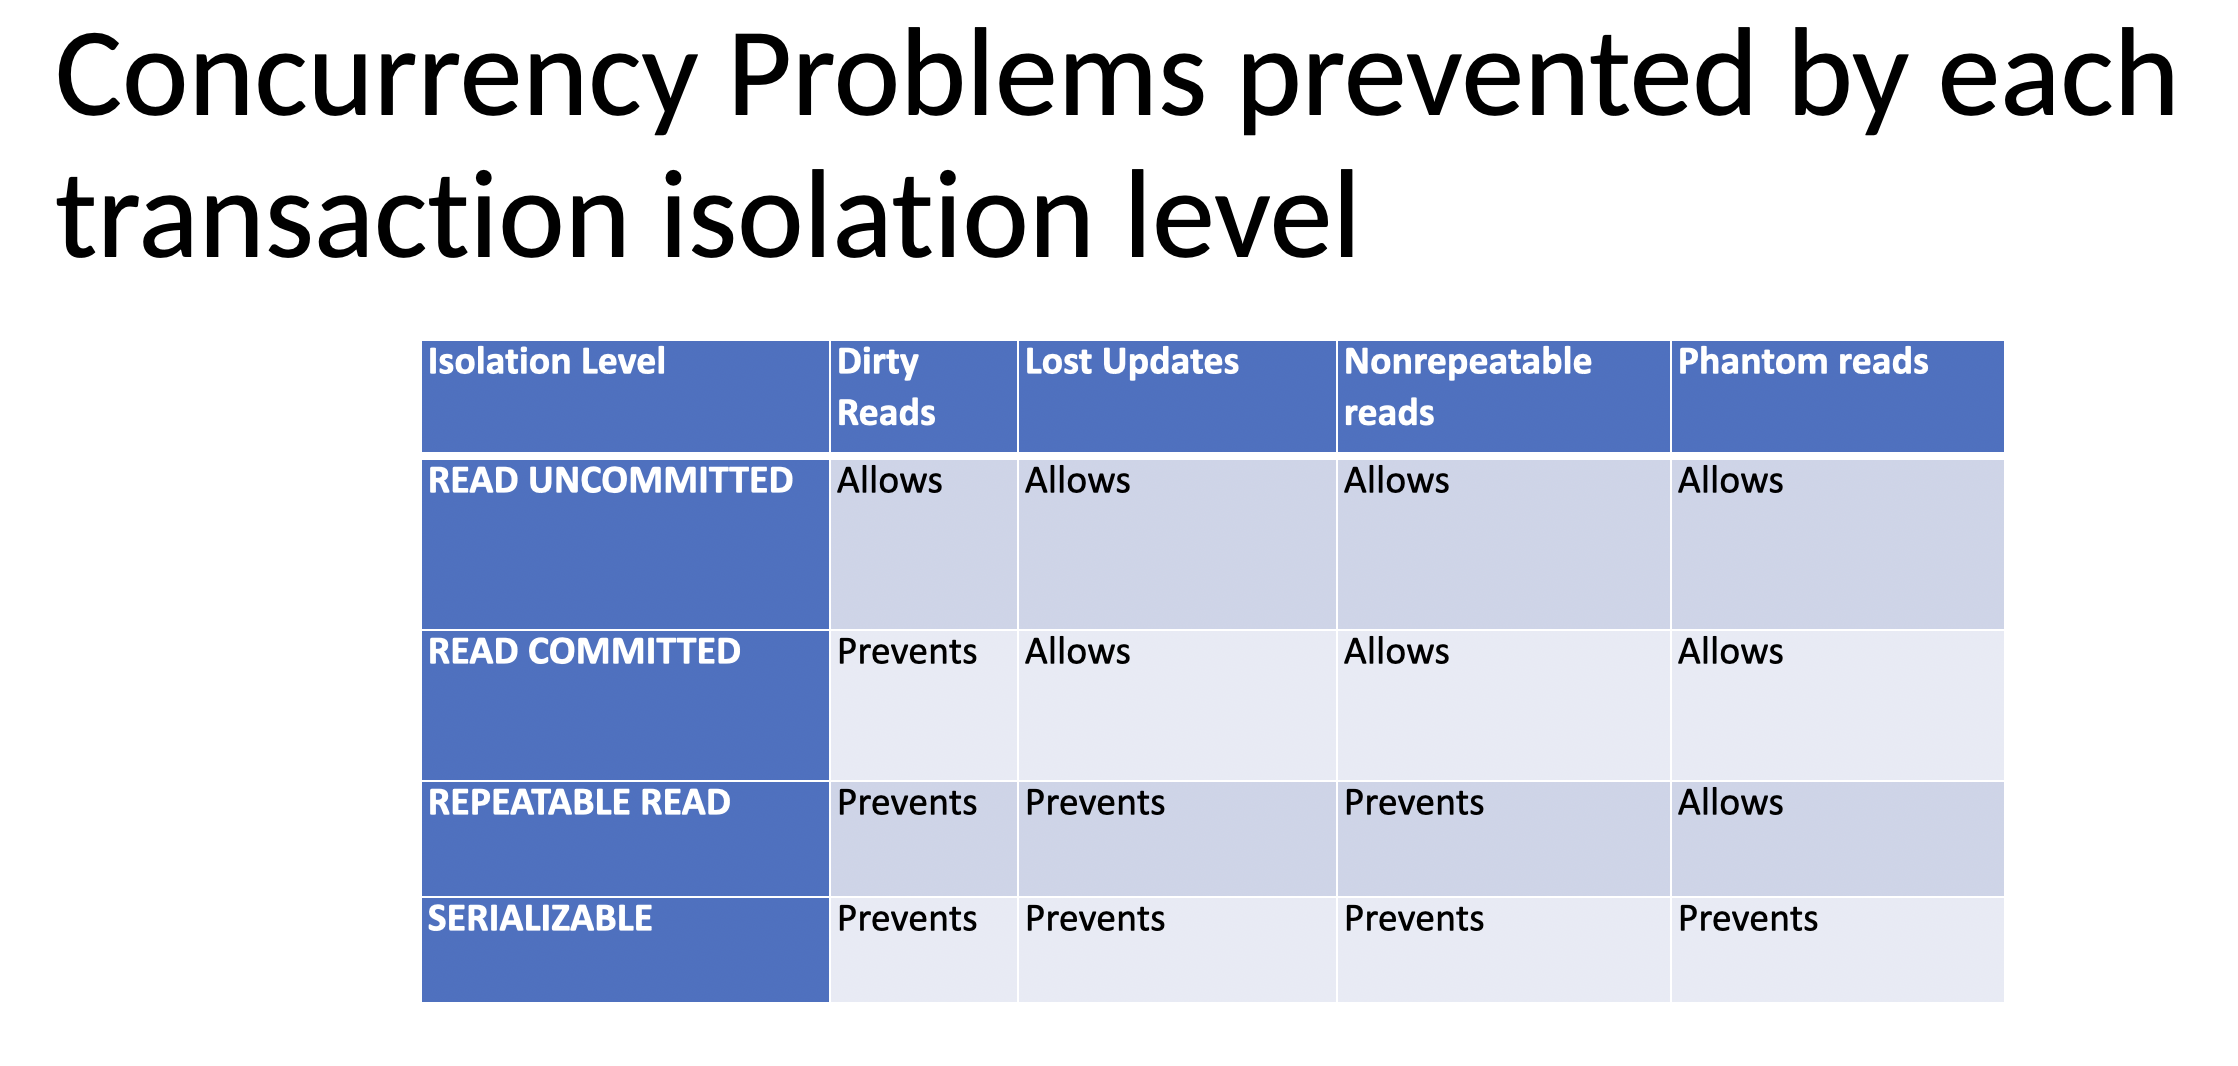 Concurrency Problems prevented by each
transaction isolation level
Isolation Level Dirty Reads Lost Updates Nonrepeatable reads Phantom reads
READ UNCOMMITTED Allows Allows Allows Allows
READ COMMITTED Prevents Allows Allows Allows
REPEATABLE READ Prevents Prevents Prevents Allows
SERIALIZABLE Prevents Prevents Prevents Prevents